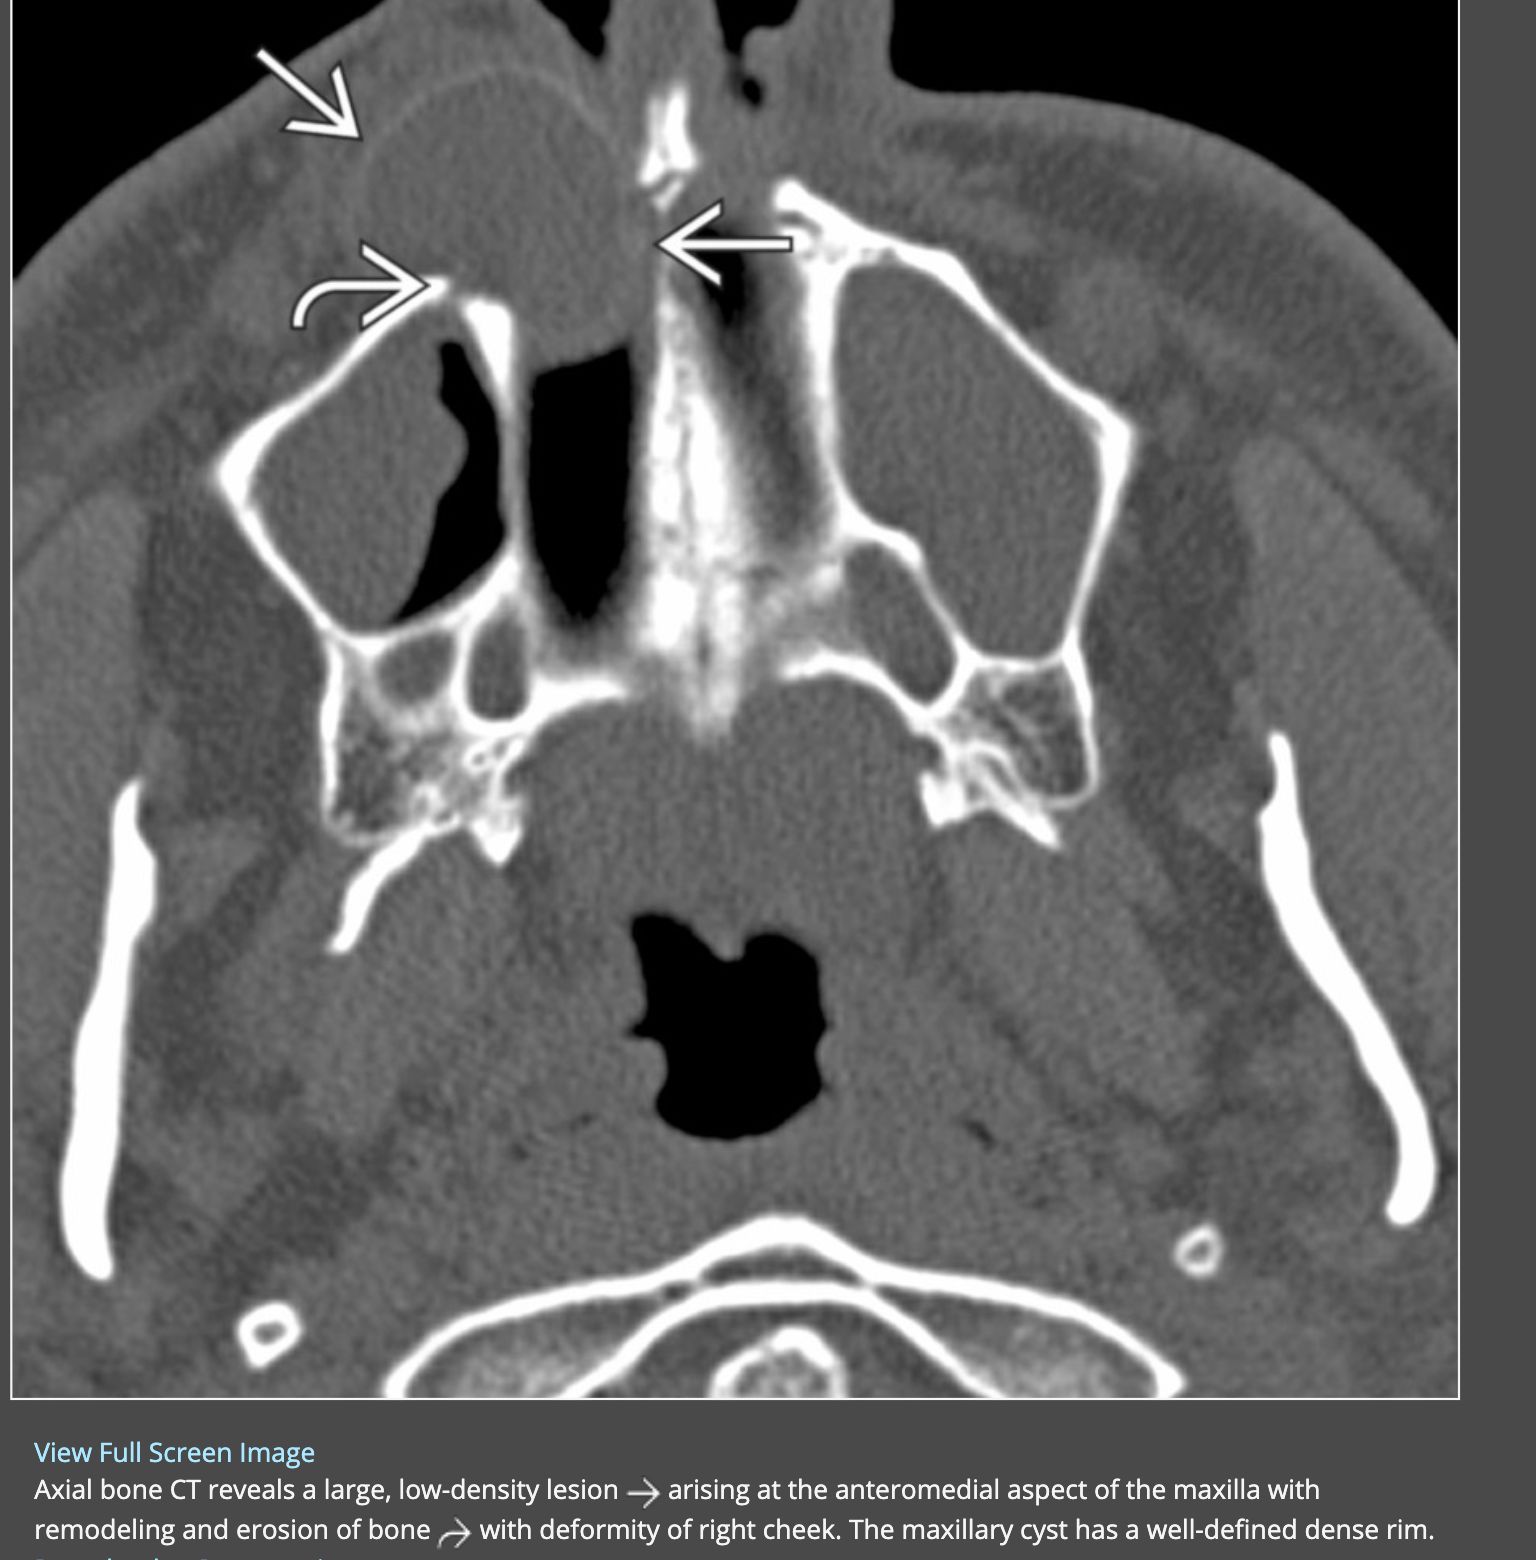 View Full Screen Image
Axial bone CT reveals a large, low-density lesion → arising at the anteromedial aspect of the maxilla with
remodeling and erosion of bone ↷ with deformity of right cheek. The maxillary cyst has a well-defined dense rim.